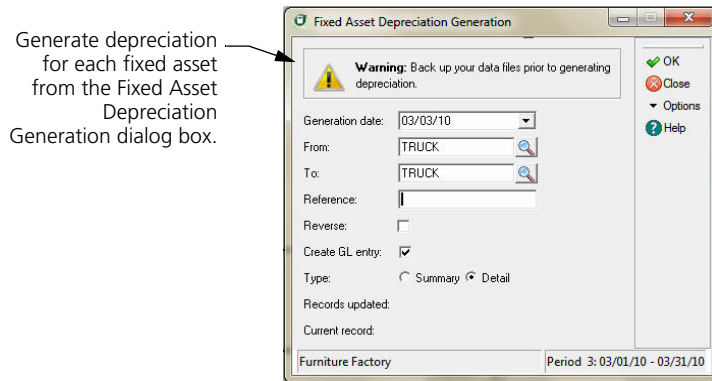 Generate depreciation
for each fixed asset
from the Fixed Asset
Depreciation
Generation dialog box.
Fixed Asset Depreciation Generation
Warning: Back up your data files prior to generating
depreciation.
Generation date: 03/03/10
From: TRUCK
To: TRUCK
Reference:
Reverse:
Create GL entry:
Type: Summary Detail
Records updated:
Current record:
OK
Close
Options
Help
Furniture Factory
Period 3: 03/01/10 - 03/31/10